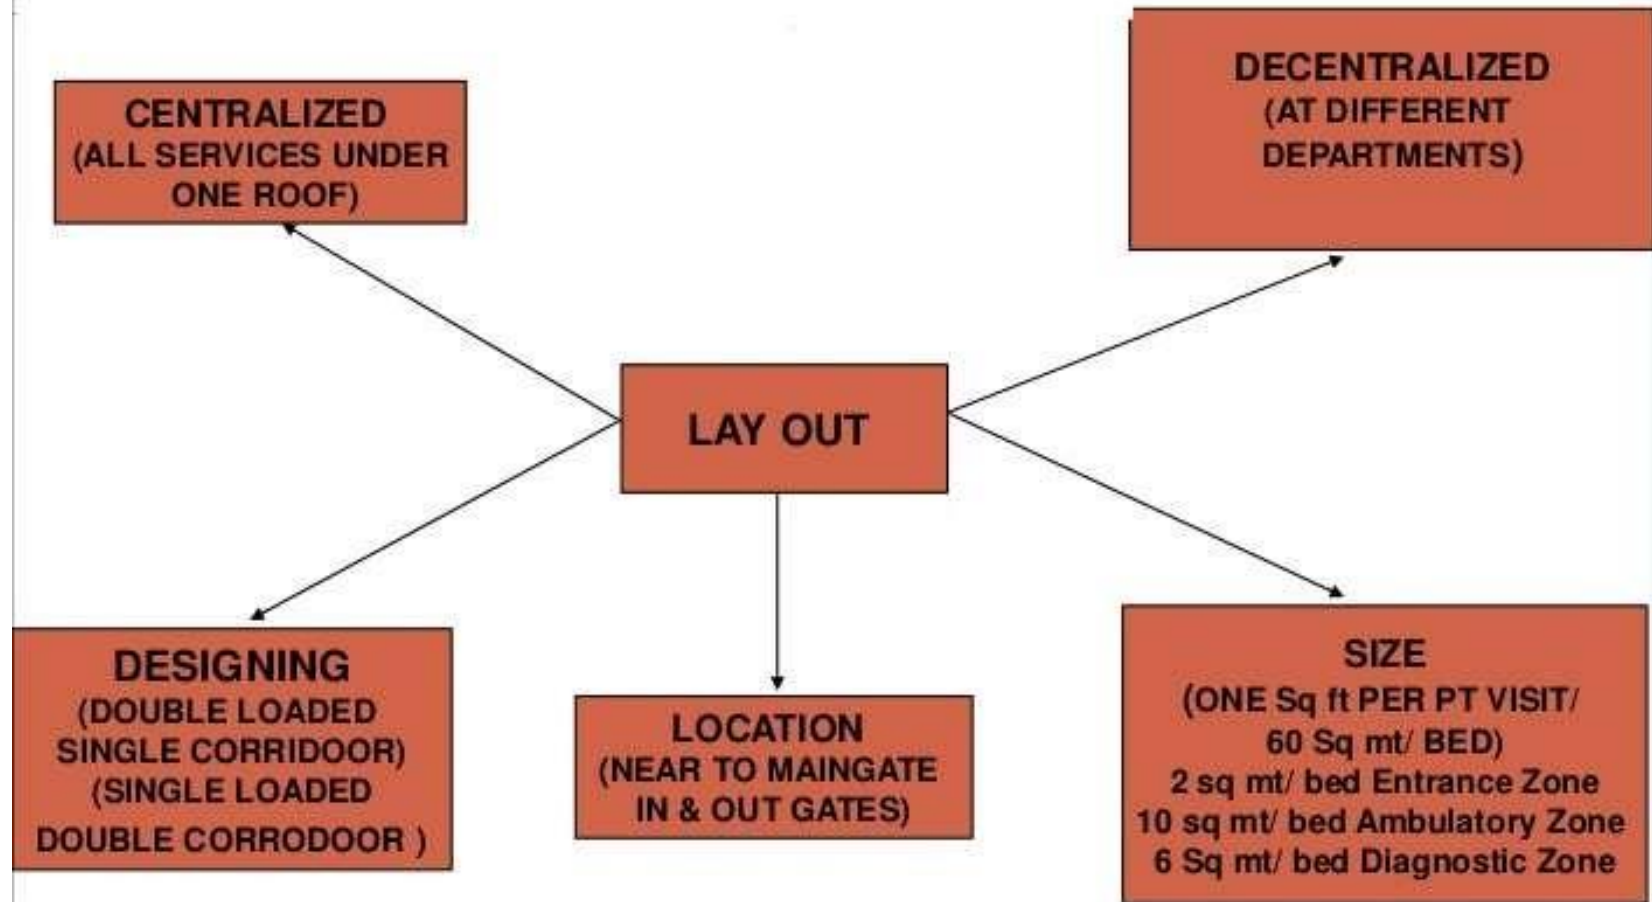 CENTRALIZED
(ALL SERVICES UNDER
ONE ROOF)
DECENTRALIZED
(AT DIFFERENT
DEPARTMENTS)
LAY OUT
DESIGNING
(DOUBLE LOADED
SINGLE CORRIDOOR)
(SINGLE LOADED
DOUBLE CORRODOOR )
LOCATION
(NEAR TO MAINGATE
IN & OUT GATES)
SIZE
(ONE Sq ft PER PT VISIT/
60 Sq mt/ BED)
2 sq mt/ bed Entrance Zone
10 sq mt/ bed Ambulatory Zone
6 Sq mt/ bed Diagnostic Zone